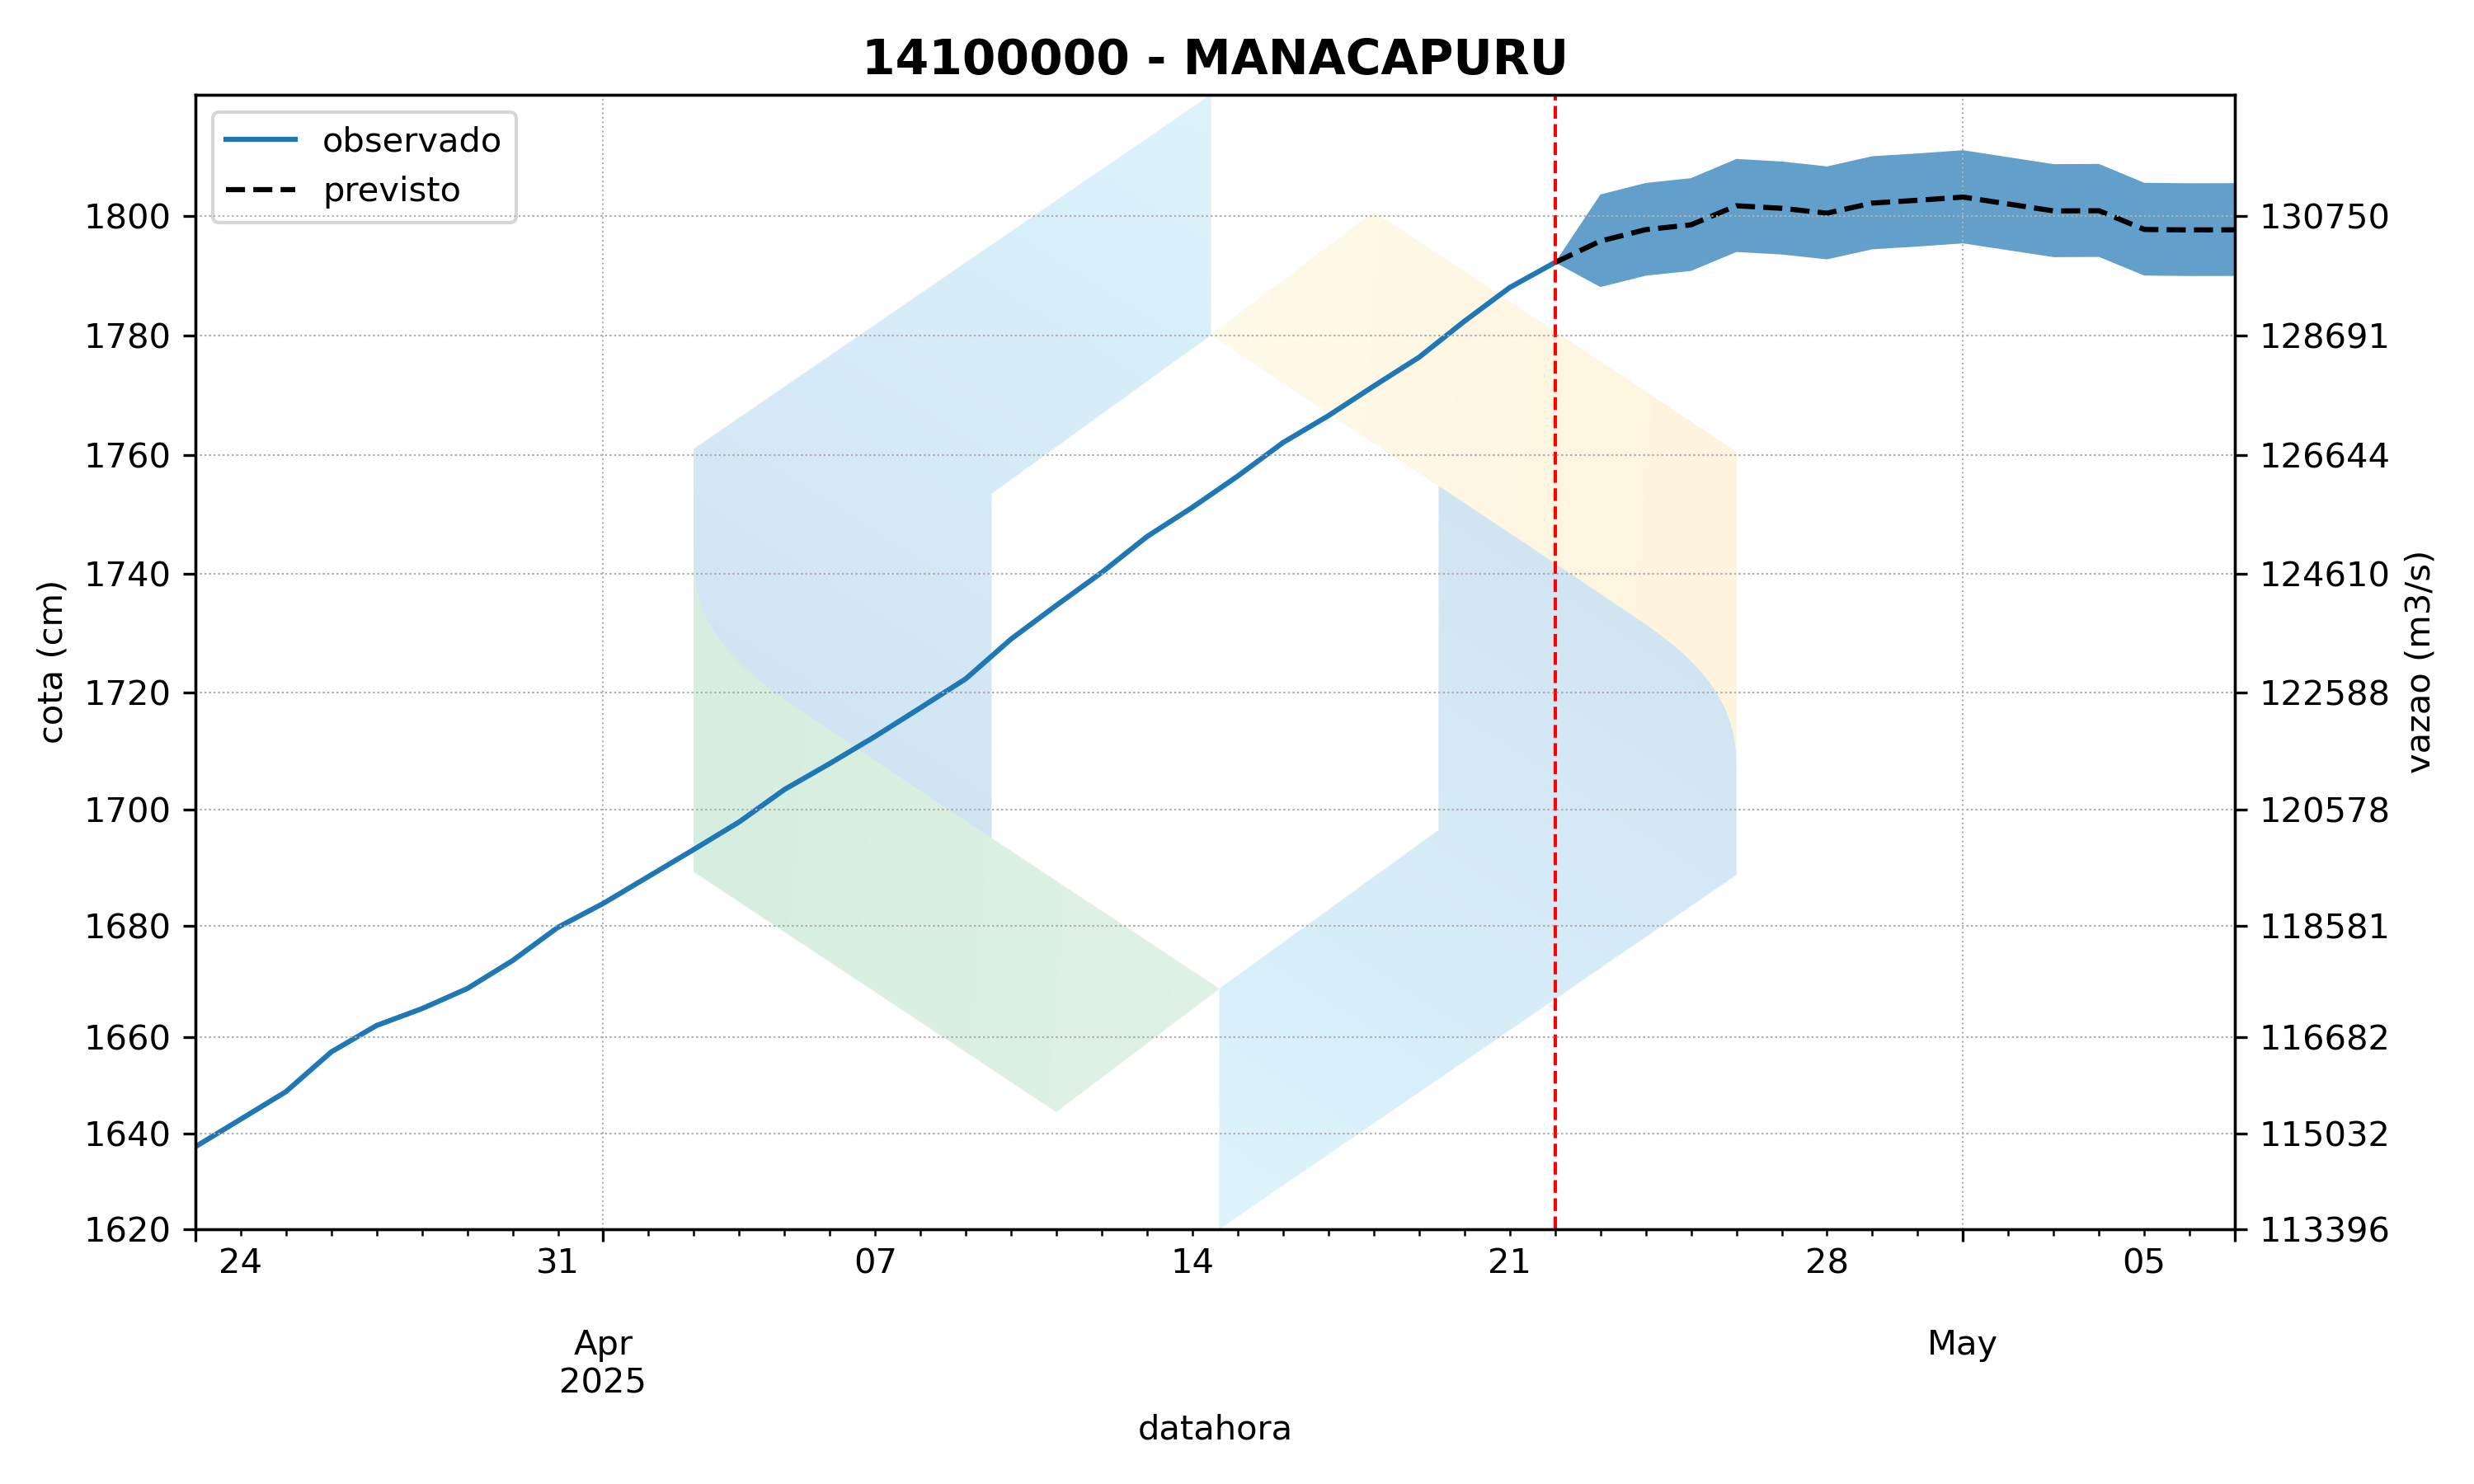 14100000 - MANACAPURU
observado
previsto
1800
1780
1760
1740
1720
1700
1680
1660
1640
1620
cota (cm)
130750
128691
126644
124610
122588
120578
118581
116682
115032
113396
vazao (m3/s)
24 31 07 14 21 28 05
Apr May
2025
datahora